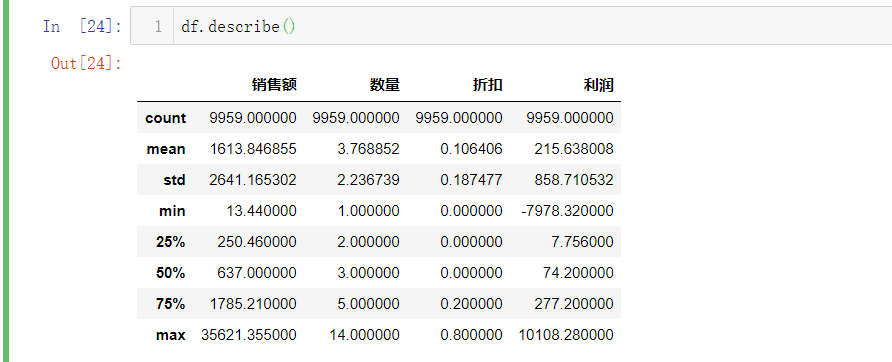 In [24]: 1 df.describe()
Out[24]:
销售额 数量 折扣 利润
count 9959.000000 9959.000000 9959.000000 9959.000000
mean 1613.846855 3.768852 0.106406 215.638008
std 2641.165302 2.236739 0.187477 858.710532
min 13.440000 1.000000 0.000000 -7978.320000
25% 250.460000 2.000000 0.000000 7.756000
50% 637.000000 3.000000 0.000000 74.200000
75% 1785.210000 5.000000 0.200000 277.200000
max 35621.355000 14.000000 0.800000 10108.280000